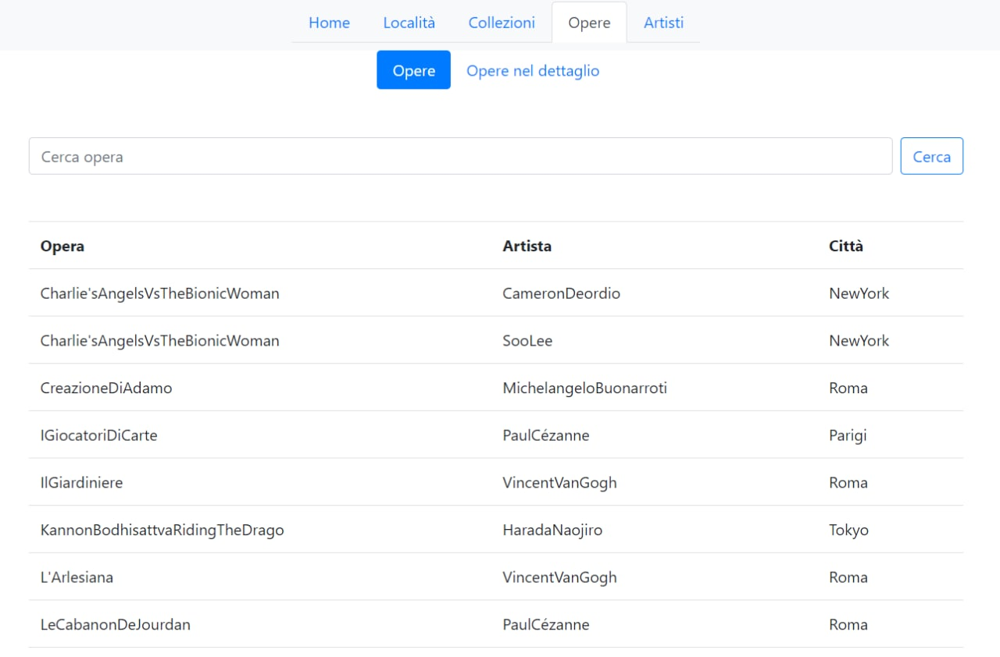 Home Località Collezioni Opere Artisti
Opere Opere nel dettaglio
Cerca opera Cerca
Opera Artista Città
Charlie'sAngelsVsTheBionicWoman CameronDeordio NewYork
Charlie'sAngelsVsTheBionicWoman SooLee NewYork
CreazioneDiAdamo MichelangeloBuonarroti Roma
IGiocatoriDiCarte PaulCézanne Parigi
IlGiardiniere VincentVanGogh Roma
KannonBodhisattvaRidingTheDrago HaradaNaojiro Tokyo
L'Arlesiana VincentVanGogh Roma
LeCabanonDeJourdan PaulCézanne Roma